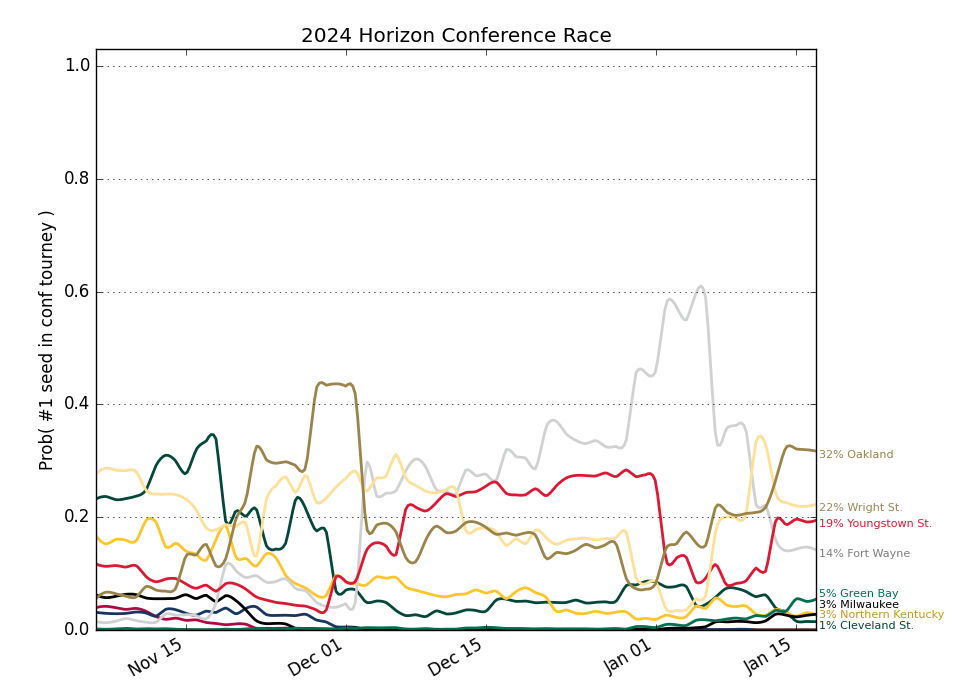 2024 Horizon Conference Race
Prob( #1 seed in conf tourney )
1.0
0.8
0.6
0.4
0.2
0.0
Nov 15
Dec 01
Dec 15
Jan 01
Jan 15
32% Oakland
22% Wright St.
19% Youngstown St.
14% Fort Wayne
5% Green Bay
3% Milwaukee
3% Northern Kentucky
1% Cleveland St.